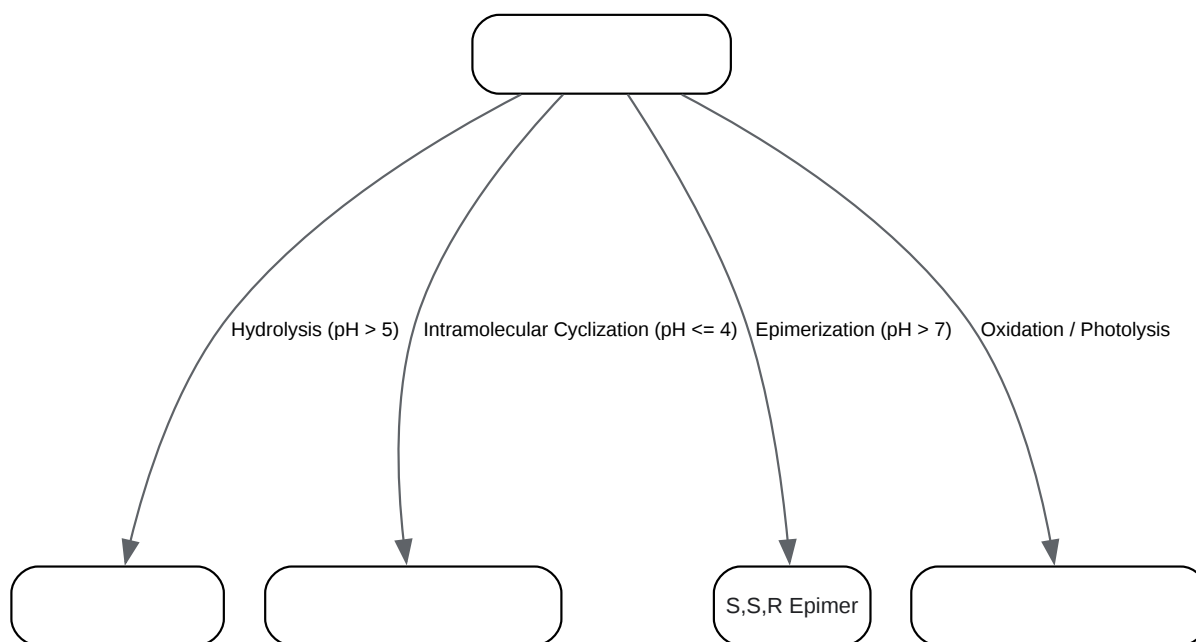 Hydrolysis (pH > 5)
Intramolecular Cyclization (pH <= 4)
Epimerization (pH > 7)
Oxidation / Photolysis
S,S,R Epimer